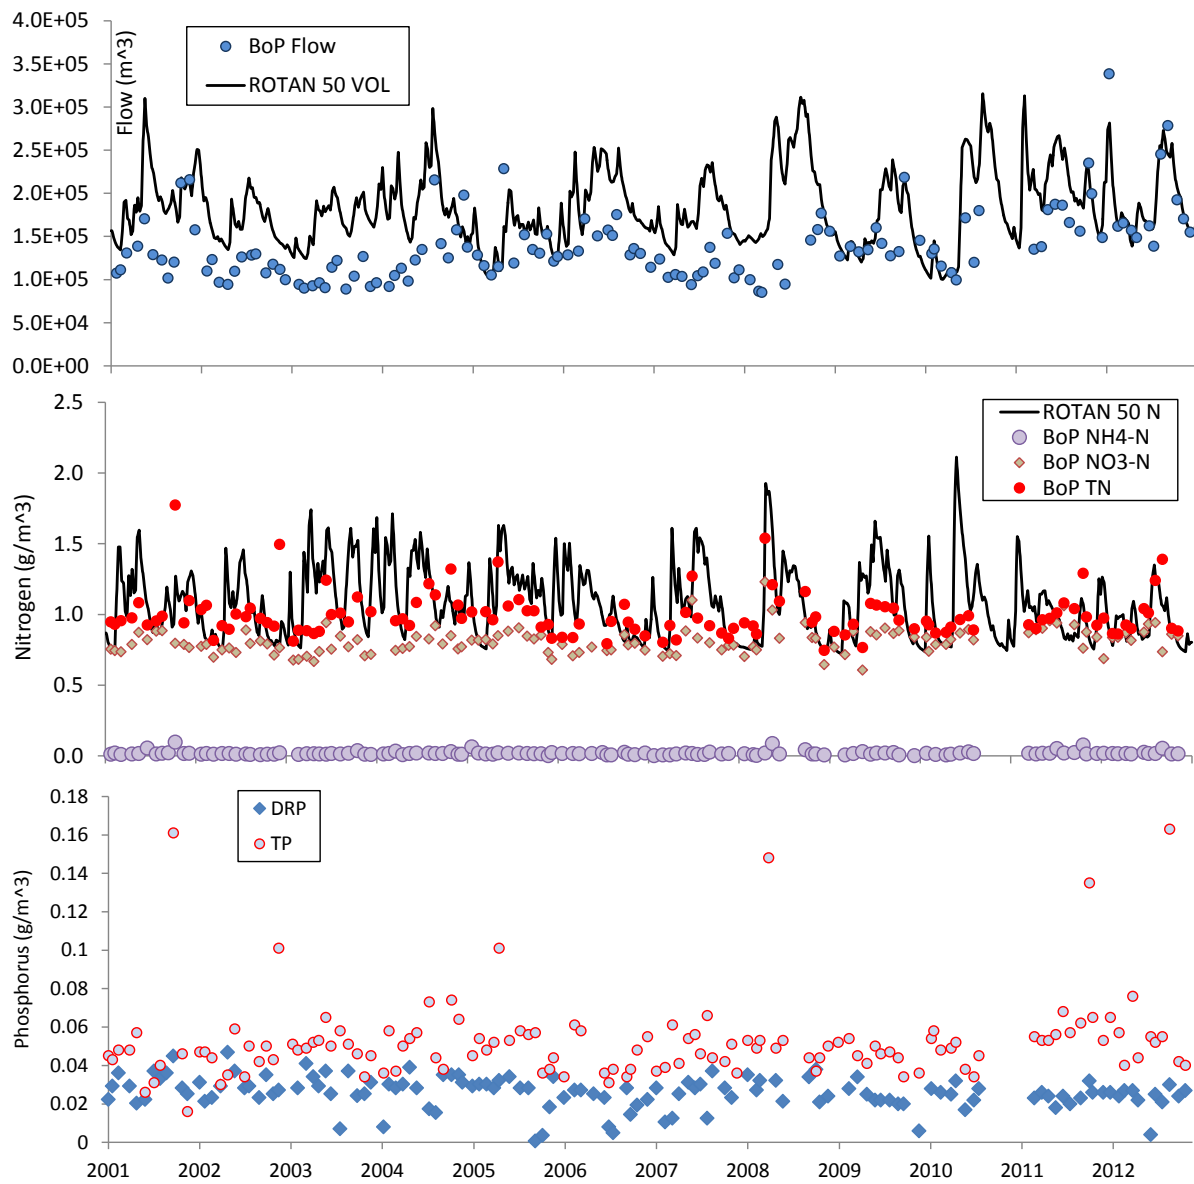 4.0E+05
3.5E+05
3.0E+05
2.5E+05
2.0E+05
1.5E+05
1.0E+05
5.0E+04
0.0E+00
Flow (m^3)
BoP Flow
ROTAN 50 VOL
2.5
2.0
1.5
1.0
0.5
0.0
Nitrogen (g/m^3)
ROTAN 50 N
BoP NH4-N
BoP NO3-N
BoP TN
0.18
0.16
0.14
0.12
0.1
0.08
0.06
0.04
0.02
0
Phosphorus (g/m^3)
DRP
TP
2001 2002 2003 2004 2005 2006 2007 2008 2009 2010 2011 2012